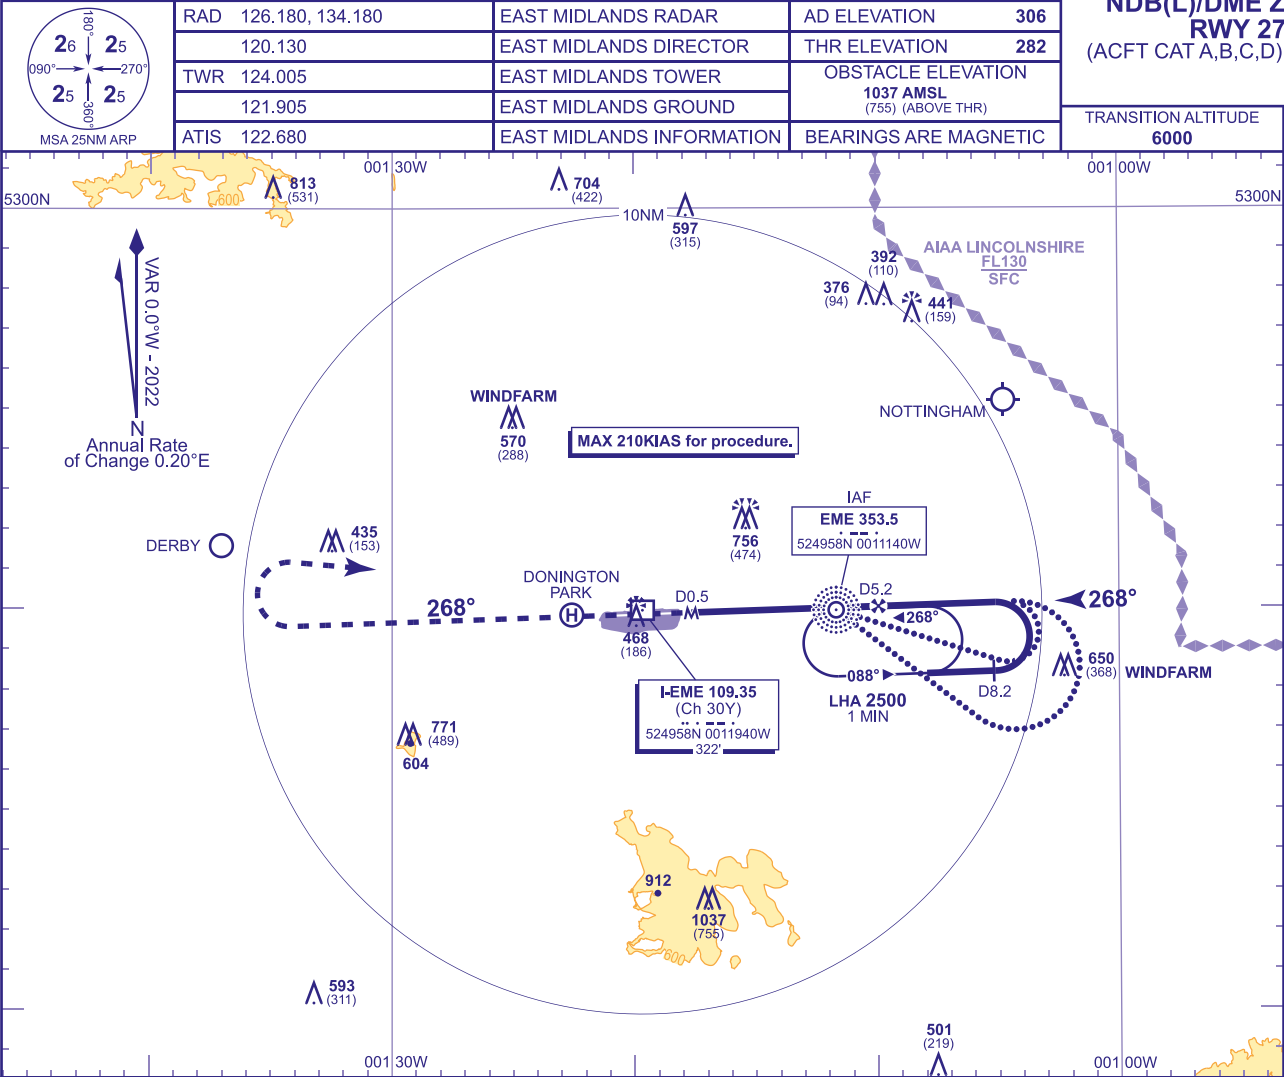 180°
26 25
090° 270°
25 25
360°
MSA 25NM ARP
RAD 126.180, 134.180 EAST MIDLANDS RADAR
120.130 EAST MIDLANDS DIRECTOR
TWR 124.005 EAST MIDLANDS TOWER
121.905 EAST MIDLANDS GROUND
ATIS 122.680 EAST MIDLANDS INFORMATION
AD ELEVATION 306
THR ELEVATION 282
OBSTACLE ELEVATION
1037 AMSL
(755) (ABOVE THR)
BEARINGS ARE MAGNETIC
NDB(L)/DME Z
RWY 27
(ACFT CAT A,B,C,D)
TRANSITION ALTITUDE
6000
001:30W
001:00W
5300N
5300N
600
813
(531)
704
(422)
10NM
597
(315)
AIAA LINCOLNSHIRE
FL130
SFC
392
(110)
376
(94)
441
(159)
VAR 0.0°W - 2022
N
Annual Rate
of Change 0.20°E
WINDFARM
570
(288)
MAX 210KIAS for procedure.
NOTTINGHAM
IAF
EME 353.5
524958N 0011140W
756
(474)
DERBY
435
(153)
DONINGTON
PARK
H
D0.5
D5.2
268°
268°
268°
468
(186)
088°
D8.2
LHA 2500
1 MIN
650
(368)
WINDFARM
I-EME 109.35
(Ch 30Y)
524958N 0011940W
322'
771
(489)
604
912
1037
(755)
600
593
(311)
501
(219)
001:30W
001:00W